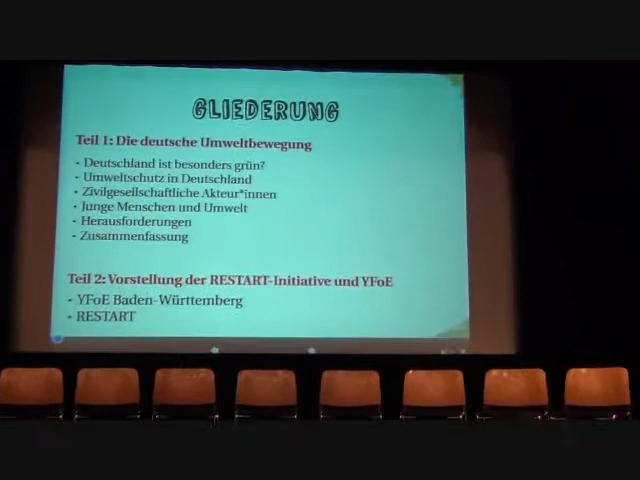 GLIEDERUNG
Teil 1: Die deutsche Umweltbewegung
- Deutschland ist besonders grün?
- Umweltschutz in Deutschland
- Zivilgesellschaftliche Akteur*innen
- Junge Menschen und Umwelt
- Herausforderungen
- Zusammenfassung
Teil 2: Vorstellung der RESTART-Initiative und YFoE
- YFoE Baden-Württemberg
- RESTART